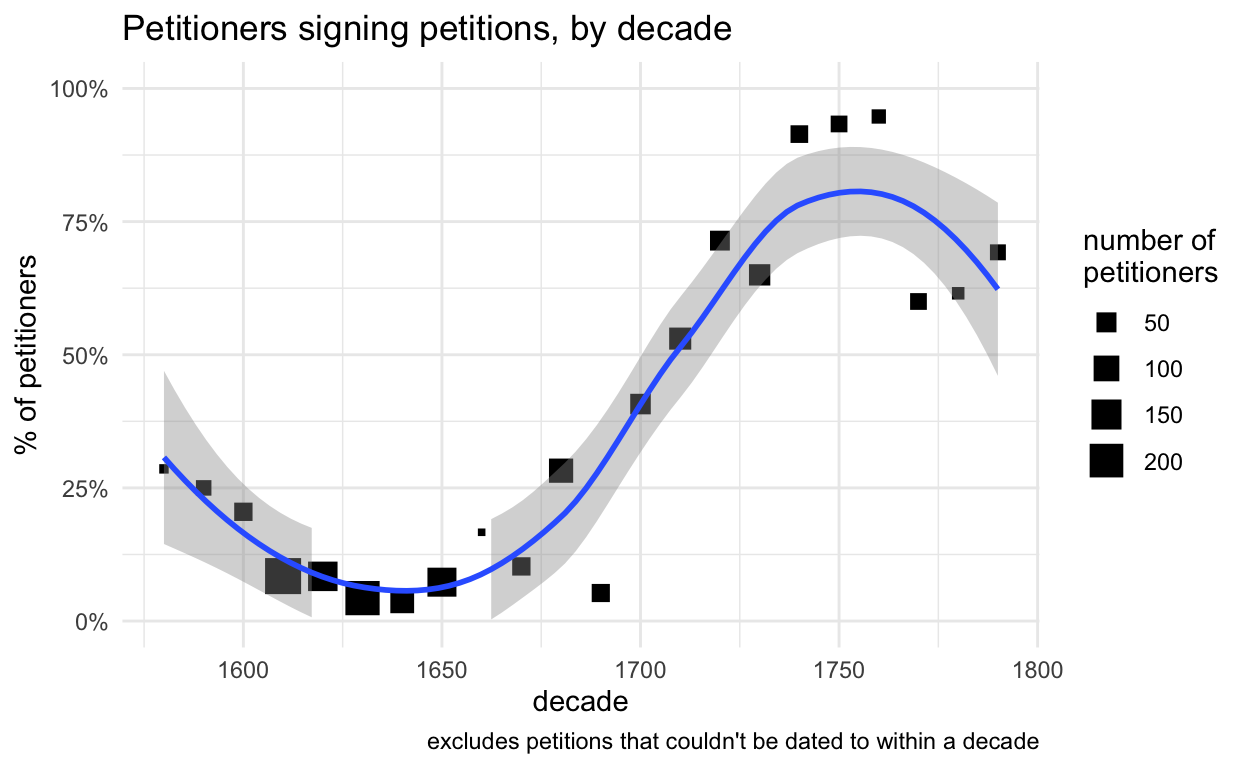 Petitioners signing petitions, by decade
100%
75%
50%
25%
0%
% of petitioners
1600 1650 1700 1750 1800
decade
number of
petitioners
50
100
150
200
excludes petitions that couldn't be dated to within a decade